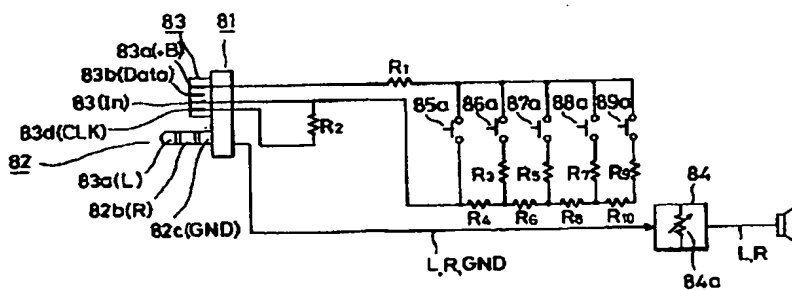 83
81
83a(+B)
83b(Data)
83(In)
83d(CLK)
82
83a(L)
82b(R)
82c(GND)
R1
R2
85a
86a
87a
88a
89a
R3
R5
R7
R9
R4
R6
R8
R10
84
L,R,GND
L,R
84a